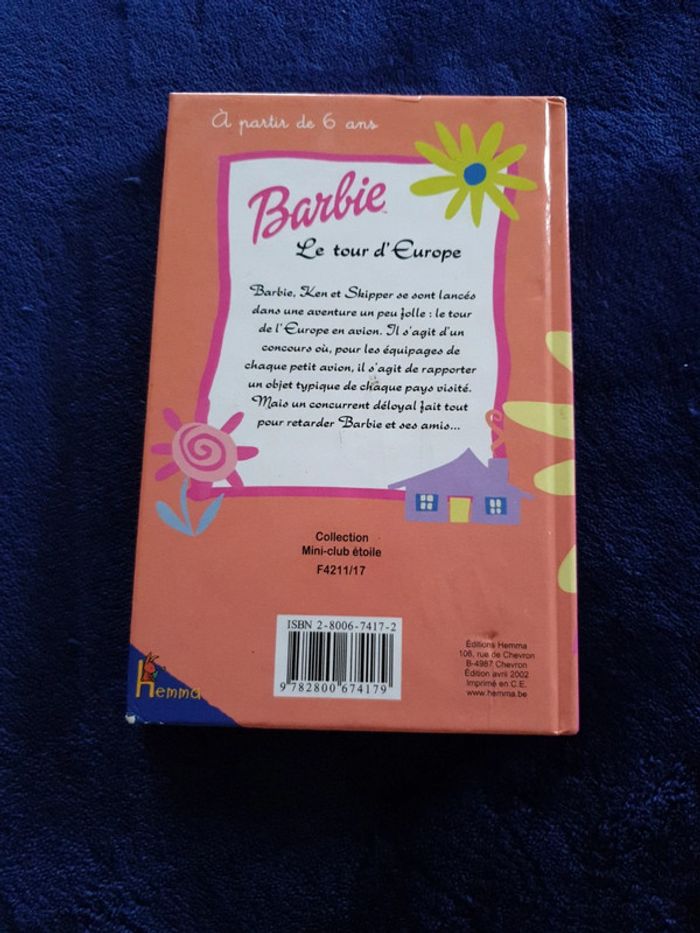 À partir de 6 ans
Barbie™
Le tour d'Europe
Barbie, Ken et Skipper se sont lancés
dans une aventure un peu folle : le tour
de l'Europe en avion. Il s'agit d'un
concours où, pour les équipages de
chaque petit avion, il s'agit de rapporter
un objet typique de chaque pays visité.
Mais un concurrent déloyal fait tout
pour retarder Barbie et ses amis...
Collection
Mini-club étoile
F4211/17
ISBN 2-8006-7417-2
9 782800 674179
Éditions Hemma
106, rue de Chevron
B-4987 Chevron
Édition avril 2002
Imprimé en C.E.
www.hemma.be
Hemma